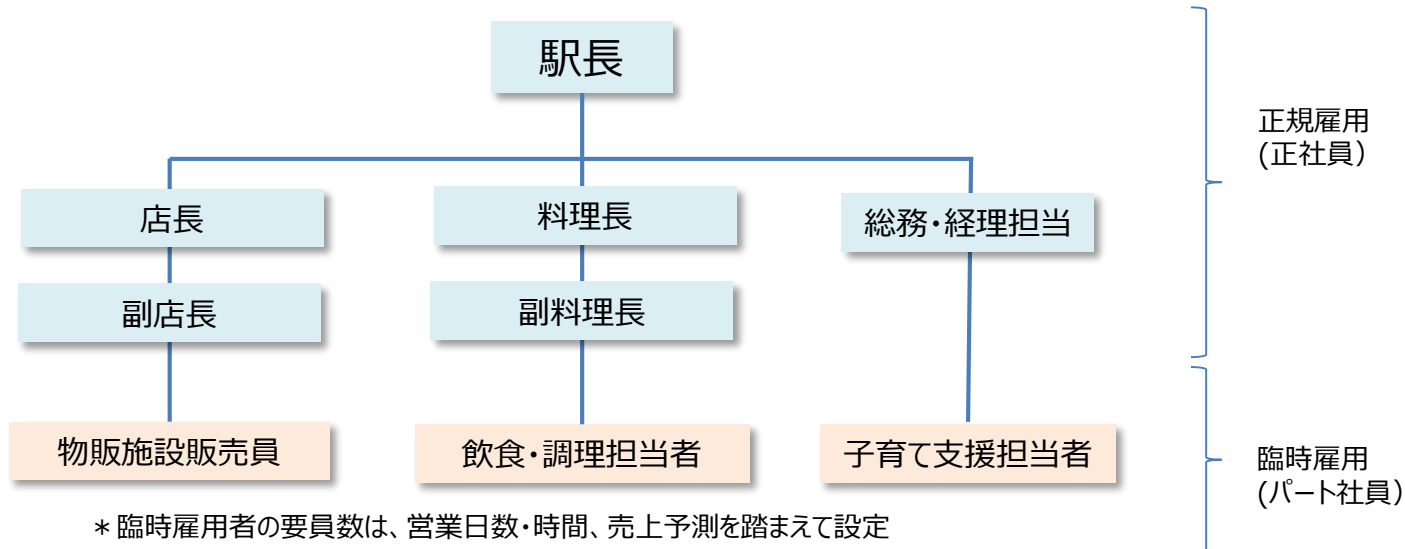 駅長
正規雇用
(正社員）
店長
料理長
総務・経理担当
副店長
副料理長
物販施設販売員
飲食・調理担当者
子育て支援担当者
臨時雇用
(パート社員）
＊臨時雇用者の要員数は、営業日数・時間、売上予測を踏まえて設定